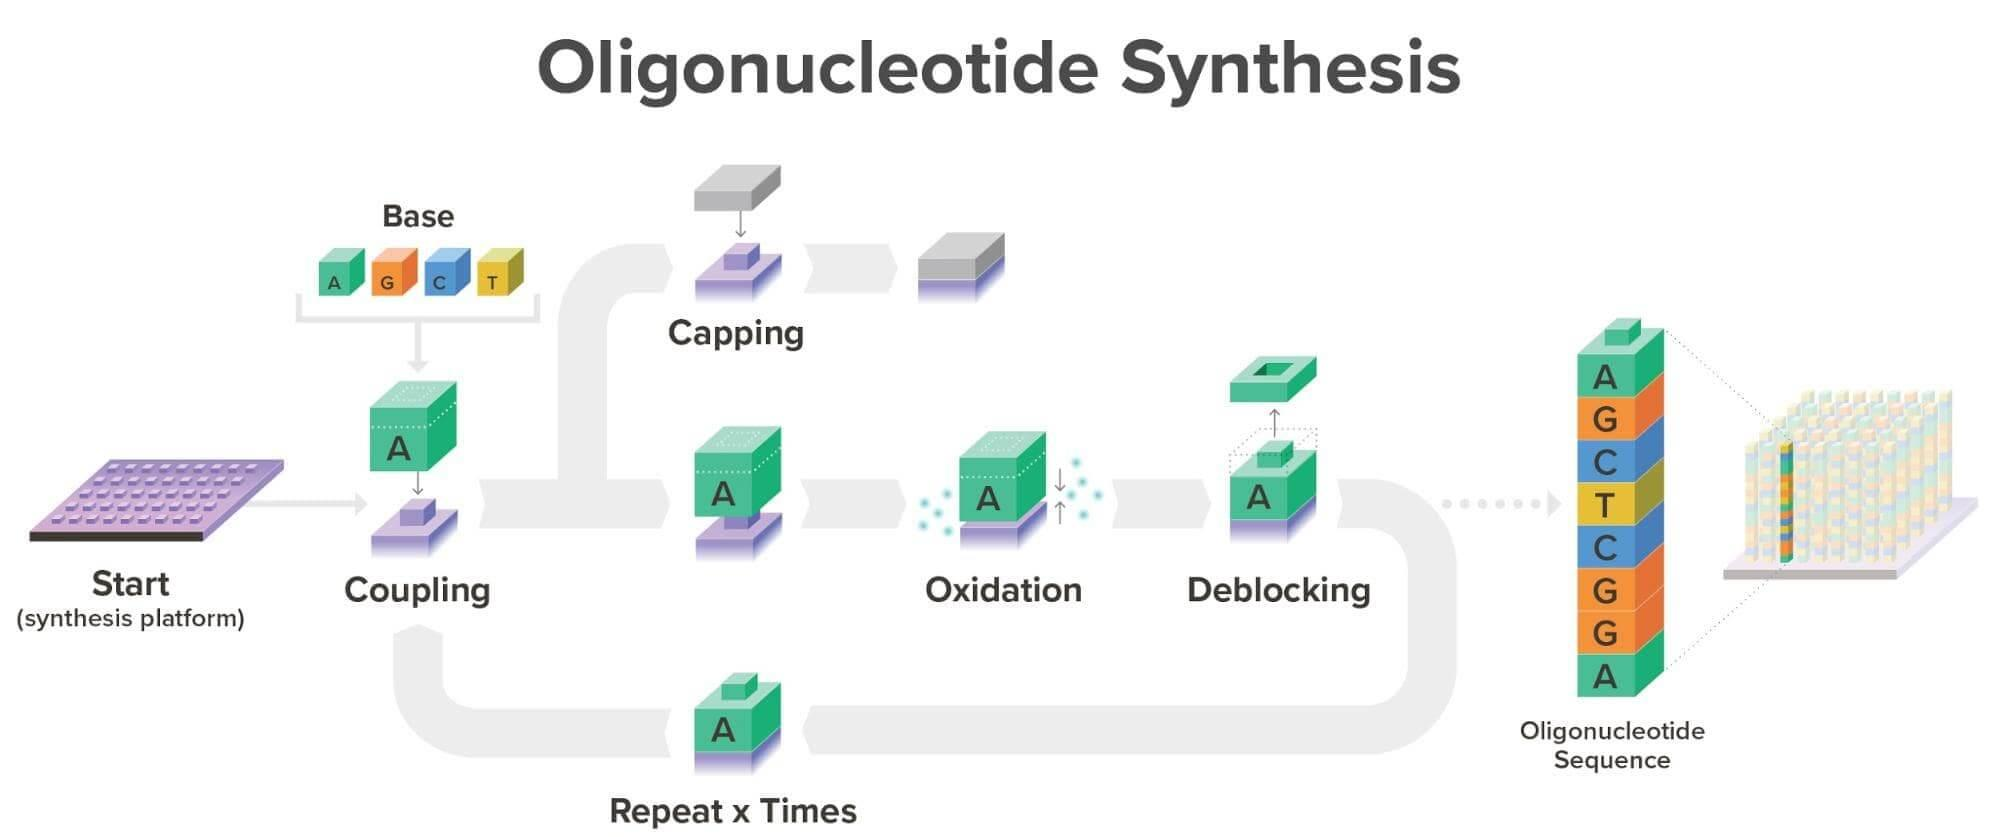 Oligonucleotide Synthesis
Base
A G C T
A
Start
(synthesis platform)
Coupling
Capping
A
A
Oxidation
A
Deblocking
A
Repeat x Times
A
G
C
T
C
G
G
A
Oligonucleotide
Sequence